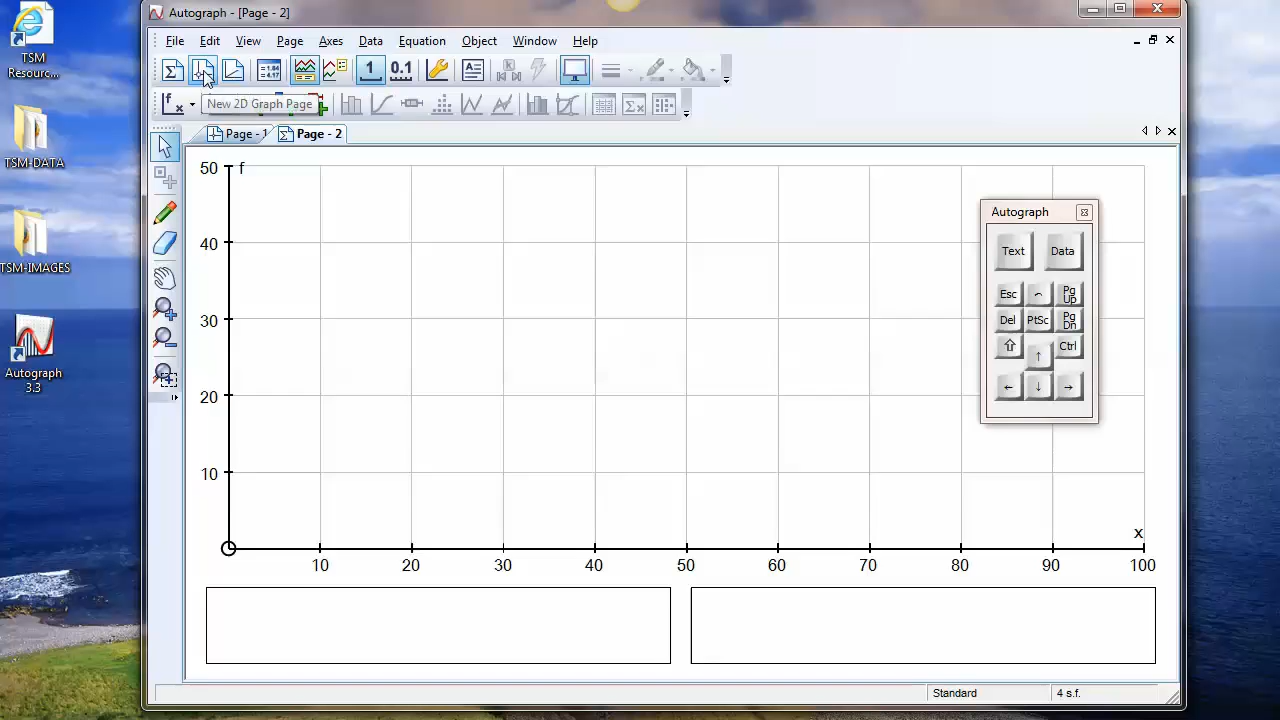 TSM
Resourc...
TSM-DATA
TSM-IMAGES
Autograph
3.3
Autograph - [Page - 2]
File Edit View Page Axes Data Equation Object Window Help
1 0.1
New 2D Graph Page
Page - 1 Page - 2
50 f
40
30
20
10
x
10 20 30 40 50 60 70 80 90 100
Autograph
Text Data
Esc Pg Up
Del PtSc Pg Dn
Ctrl
Standard 4 s.f.